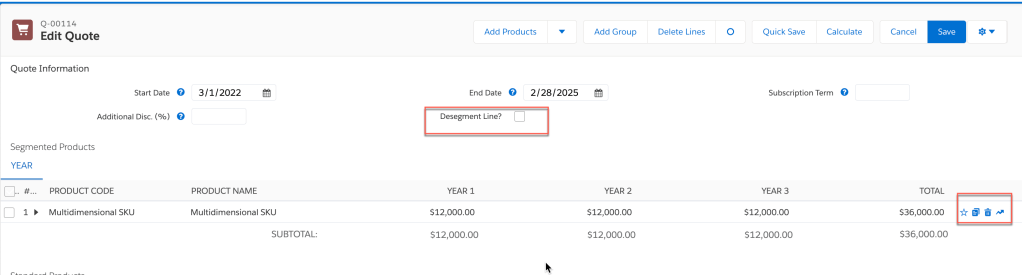 Q-00114
Edit Quote
Add Products
Add Group
Delete Lines
Quick Save
Calculate
Cancel
Save
Quote Information
Start Date 3/1/2022
End Date 2/28/2025
Subscription Term
Additional Disc. (%)
Desegment Line?
Segmented Products
YEAR
#... PRODUCT CODE PRODUCT NAME YEAR 1 YEAR 2 YEAR 3 TOTAL
1 Multidimensional SKU Multidimensional SKU $12,000.00 $12,000.00 $12,000.00 $36,000.00
SUBTOTAL: $12,000.00 $12,000.00 $12,000.00 $36,000.00
Standard Products